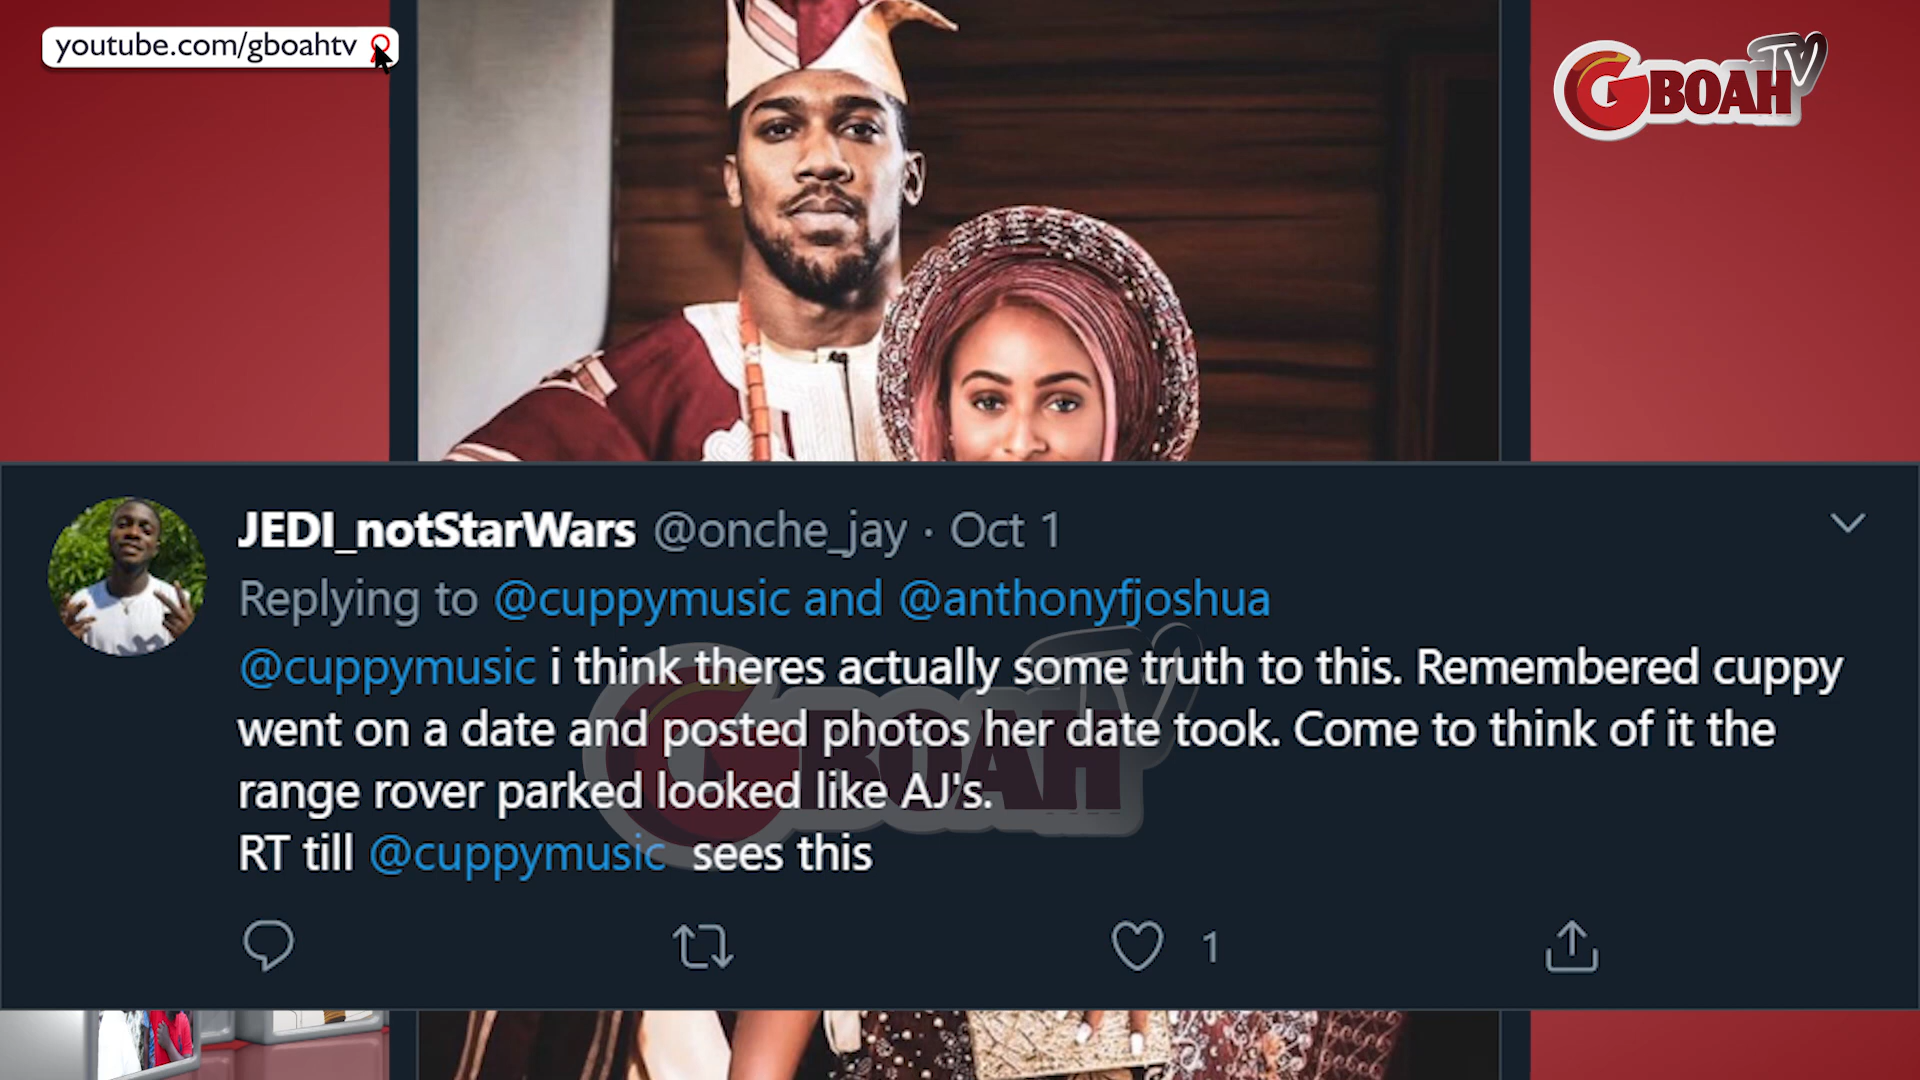 youtube.com/gboahtv
GBOAH TV
JEDI_notStarWars @onche_jay · Oct 1
Replying to @cuppymusic and @anthonyfjoshua
@cuppymusic i think theres actually some truth to this. Remembered cuppy
went on a date and posted photos her date took. Come to think of it the
range rover parked looked like AJ's.
RT till @cuppymusic sees this
1
GBOAH TV